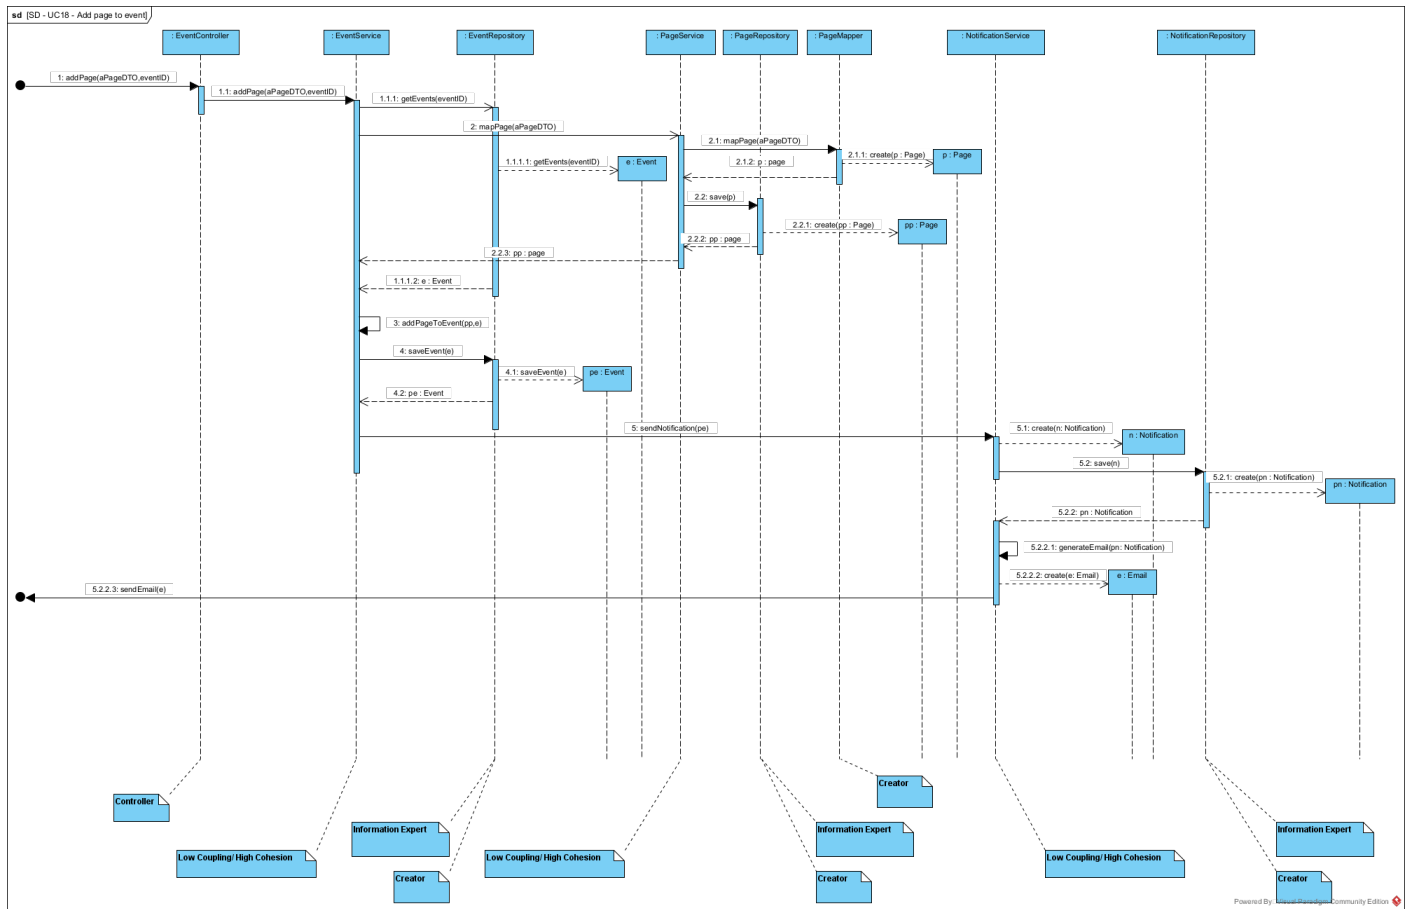 sd [SD - UC18 - Add page to event]
: EventController
: EventService
: EventRepository
: PageService
: PageRepository
: PageMapper
: NotificationService
: NotificationRepository
1: addPage(aPageDTO,eventID)
1.1: addPage(aPageDTO,eventID)
1.1.1: getEvents(eventID)
2: mapPage(aPageDTO)
2.1: mapPage(aPageDTO)
2.1.1: create(p : Page)
p : Page
1.1.1.1: getEvents(eventID)
e : Event
2.1.2: p : page
2.2: save(p)
2.2.1: create(pp : Page)
pp : Page
2.2.2: pp : page
2.2.3: pp : page
1.1.1.2: e : Event
3: addPageToEvent(pp,e)
4: saveEvent(e)
4.1: saveEvent(e)
pe : Event
4.2: pe : Event
5: sendNotification(pe)
5.1: create(n: Notification)
n : Notification
5.2: save(n)
5.2.1: create(pn : Notification)
pn : Notification
5.2.2: pn : Notification
5.2.2.1: generateEmail(pn: Notification)
5.2.2.2: create(e: Email)
e : Email
5.2.2.3: sendEmail(e)
Creator
Controller
Information Expert
Information Expert
Information Expert
Low Coupling/ High Cohesion
Low Coupling/ High Cohesion
Low Coupling/ High Cohesion
Creator
Creator
Creator
Powered By: Visual Paradigm Community Edition